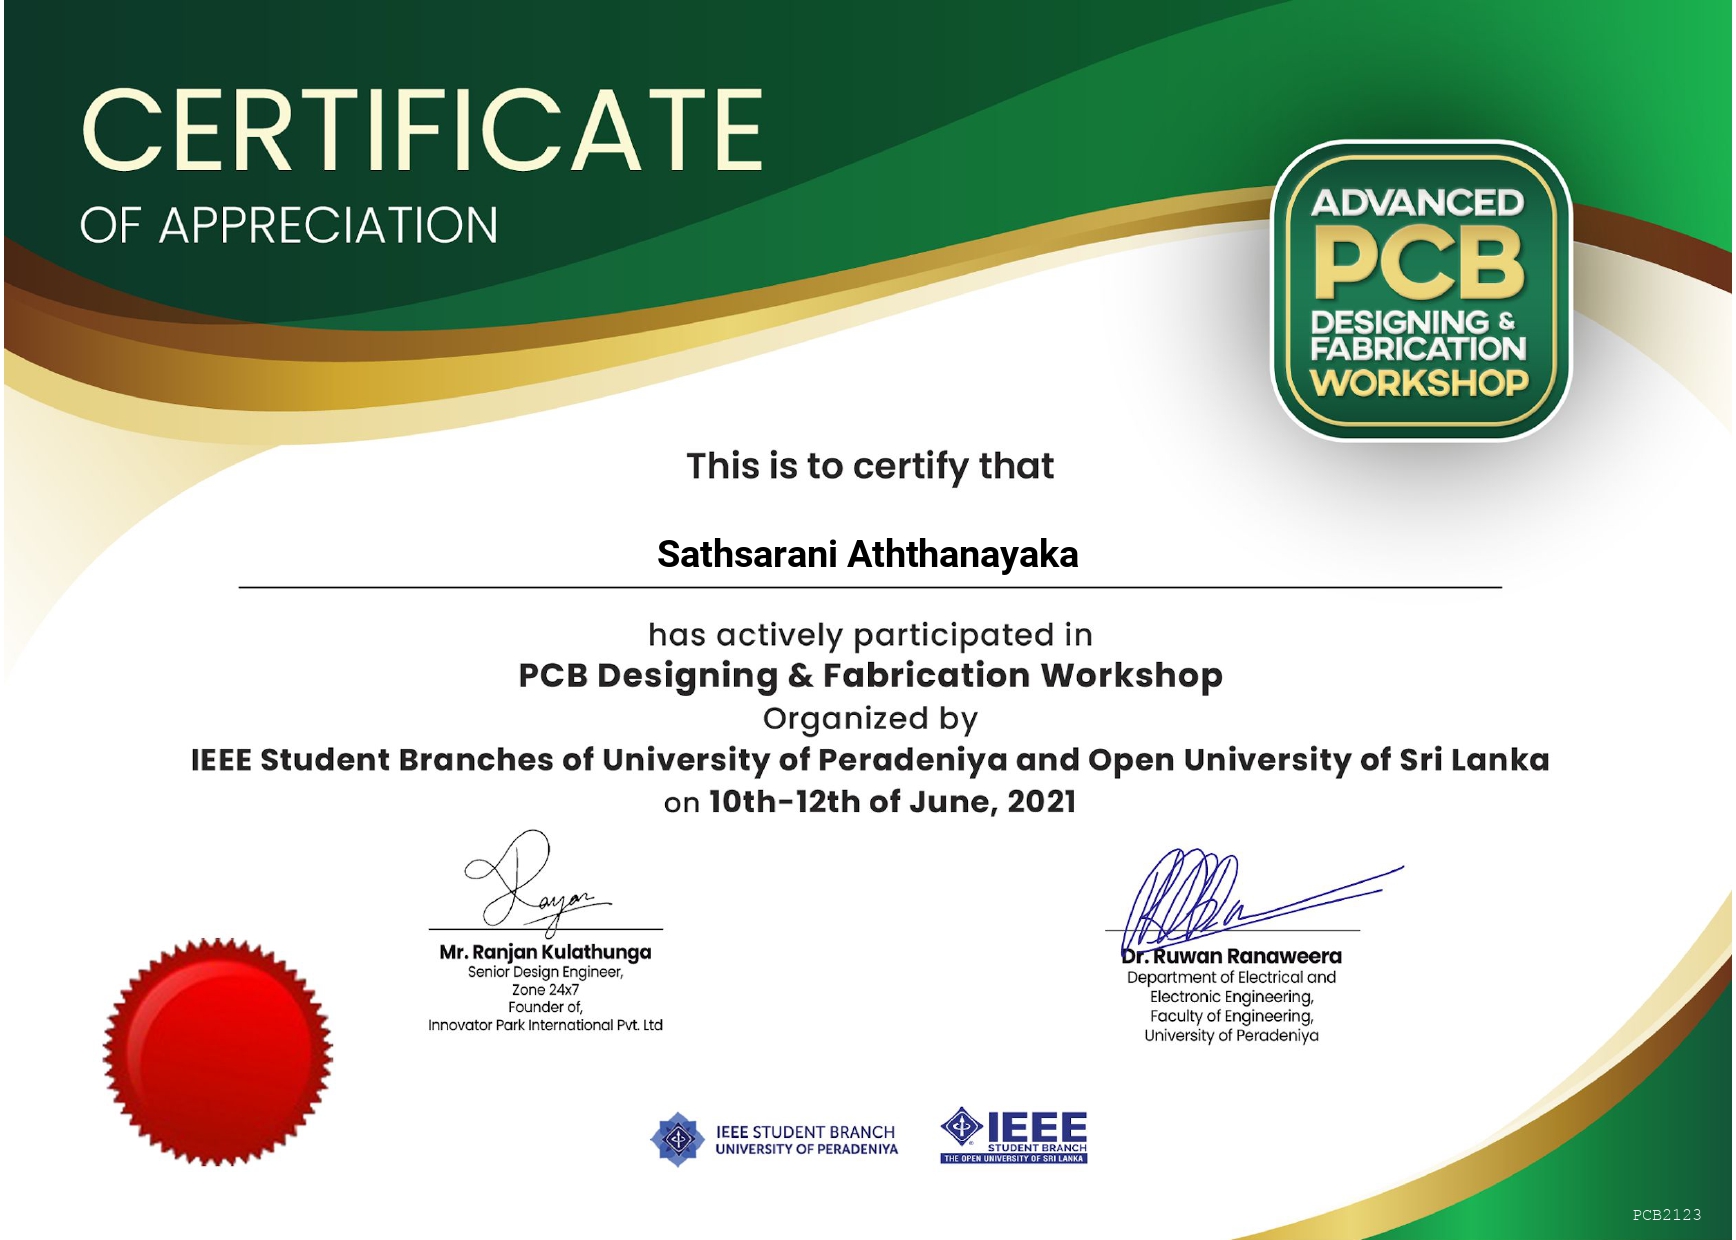 CERTIFICATE
OF APPRECIATION
ADVANCED
PCB
DESIGNING &
FABRICATION
WORKSHOP
This is to certify that
Sathsarani Aththanayaka
has actively participated in
PCB Designing & Fabrication Workshop
Organized by
IEEE Student Branches of University of Peradeniya and Open University of Sri Lanka
on 10th-12th of June, 2021
Mr. Ranjan Kulathunga
Senior Design Engineer,
Zone 24x7
Founder of,
Innovator Park International Pvt. Ltd
Dr. Ruwan Ranaweera
Department of Electrical and
Electronic Engineering,
Faculty of Engineering,
University of Peradeniya
IEEE STUDENT BRANCH
UNIVERSITY OF PERADENIYA
IEEE
STUDENT BRANCH
THE OPEN UNIVERSITY OF SRI LANKA
PCB2123